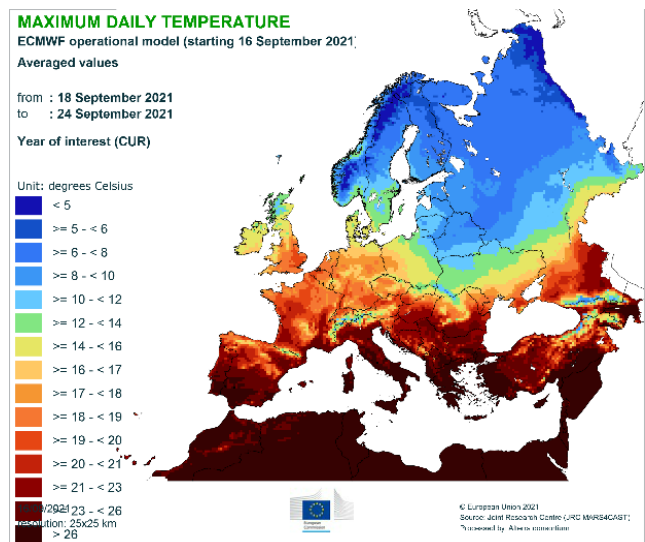 MAXIMUM DAILY TEMPERATURE
ECMWF operational model (starting 16 September 2021)
Averaged values
from : 18 September 2021
to : 24 September 2021
Year of interest (CUR)
Unit: degrees Celsius
< 5
>= 5 - < 6
>= 6 - < 8
>= 8 - < 10
>= 10 - < 12
>= 12 - < 14
>= 14 - < 16
>= 16 - < 17
>= 17 - < 18
>= 18 - < 19
>= 19 - < 20
>= 20 - < 21
>= 21 - < 23
>= 23 - < 26
resolution: 25x25 km
> 26
European
Commission
© European Union 2021
Source: Joint Research Centre (JRC MARS4CAST)
Processed by Alterra consortium